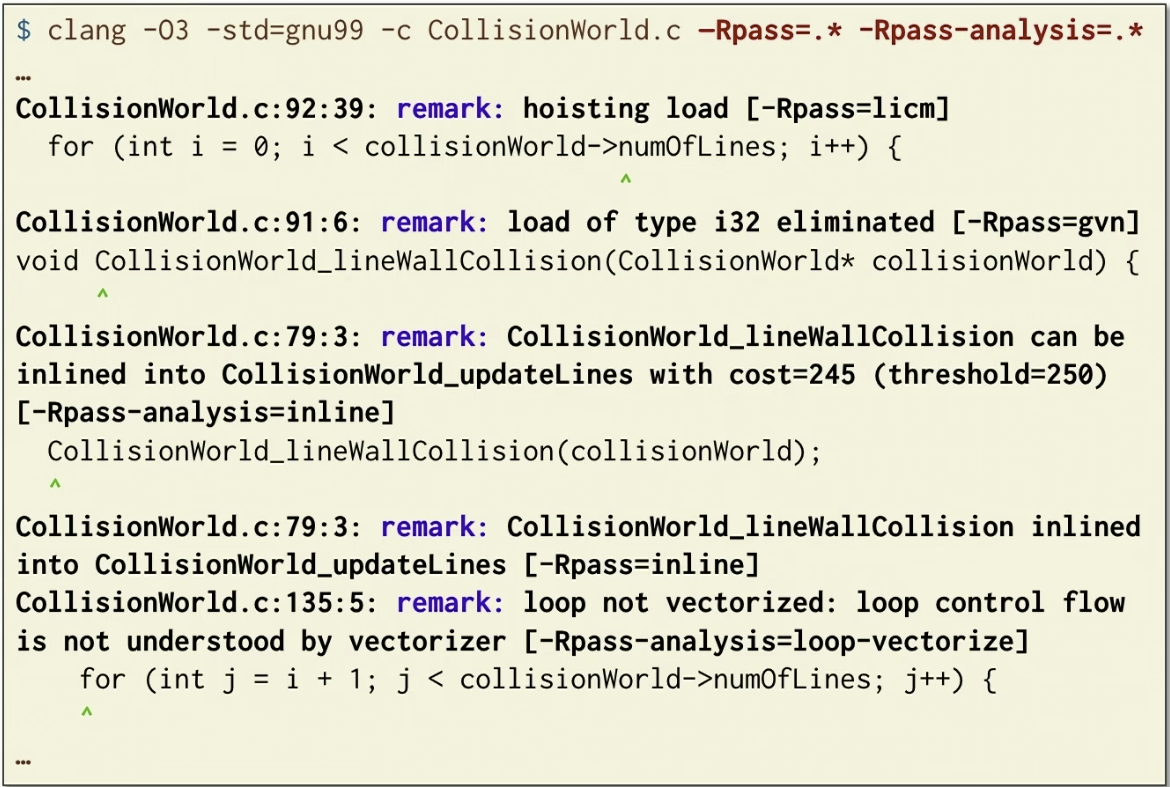 $ clang -O3 -std=gnu99 -c CollisionWorld.c –Rpass=.* -Rpass-analysis=.*
…
CollisionWorld.c:92:39: remark: hoisting load [-Rpass=licm]
  for (int i = 0; i < collisionWorld->numOfLines; i++) {
                                      ^
CollisionWorld.c:91:6: remark: load of type i32 eliminated [-Rpass=gvn]
void CollisionWorld_lineWallCollision(CollisionWorld* collisionWorld) {
     ^
CollisionWorld.c:79:3: remark: CollisionWorld_lineWallCollision can be
inlined into CollisionWorld_updateLines with cost=245 (threshold=250)
[-Rpass-analysis=inline]
  CollisionWorld_lineWallCollision(collisionWorld);
  ^
CollisionWorld.c:79:3: remark: CollisionWorld_lineWallCollision inlined
into CollisionWorld_updateLines [-Rpass=inline]
CollisionWorld.c:135:5: remark: loop not vectorized: loop control flow
is not understood by vectorizer [-Rpass-analysis=loop-vectorize]
    for (int j = i + 1; j < collisionWorld->numOfLines; j++) {
    ^
…